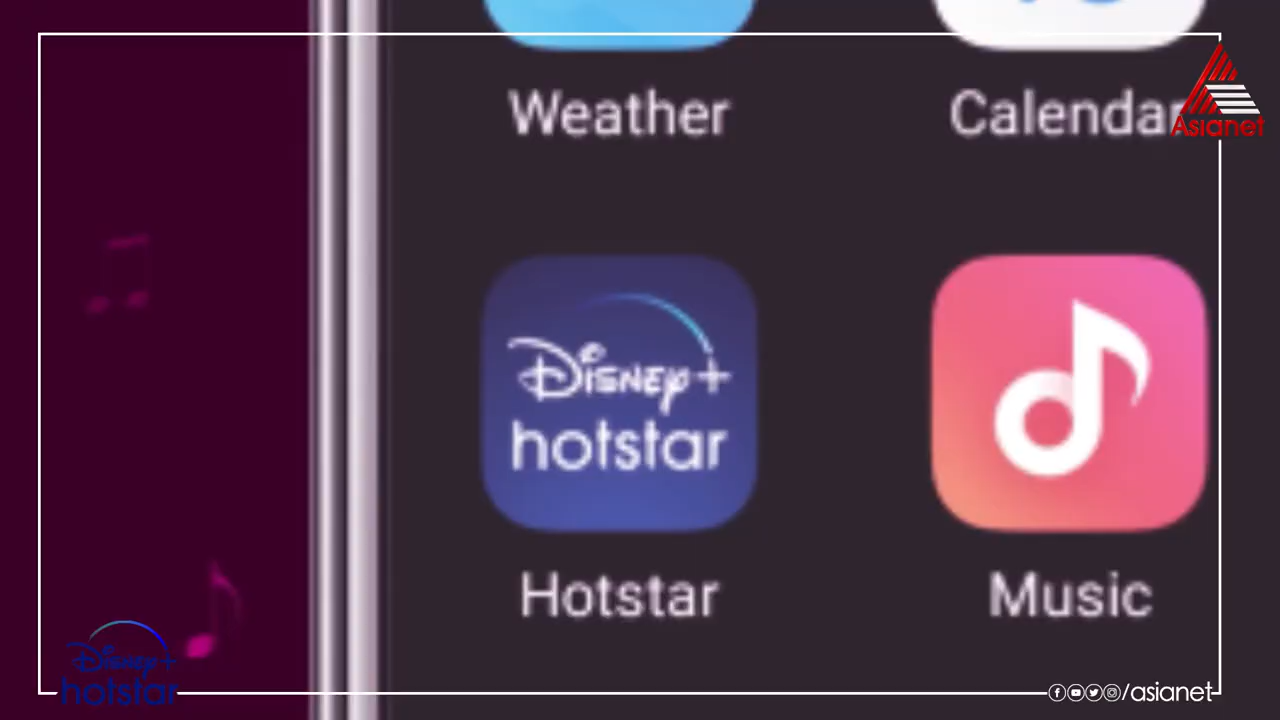 Weather
Calendar
Asianet
Disney+
hotstar
Hotstar
Music
Disney+
hotstar
/asianet